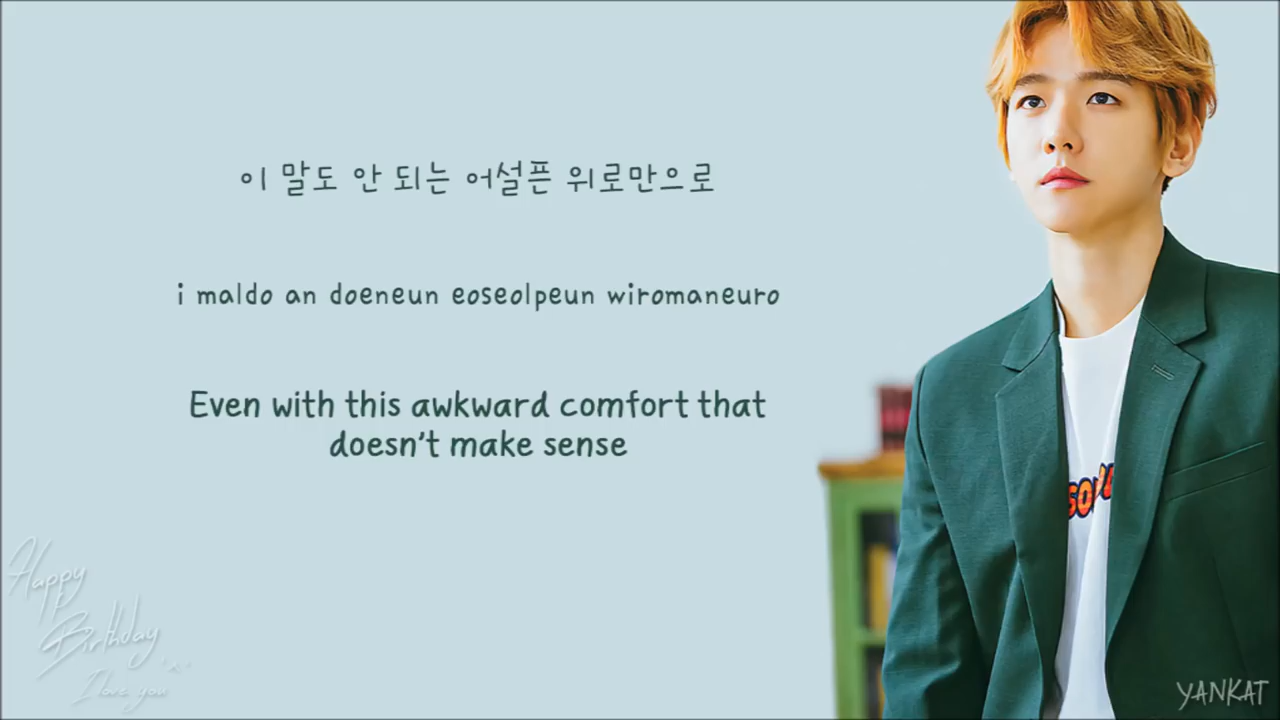 이 말도 안 되는 어설픈 위로만으로
i maldo an doeneun eoseolpeun wiromaneuro
Even with this awkward comfort that
doesn't make sense
Happy
Birthday
I love you
YANKAT